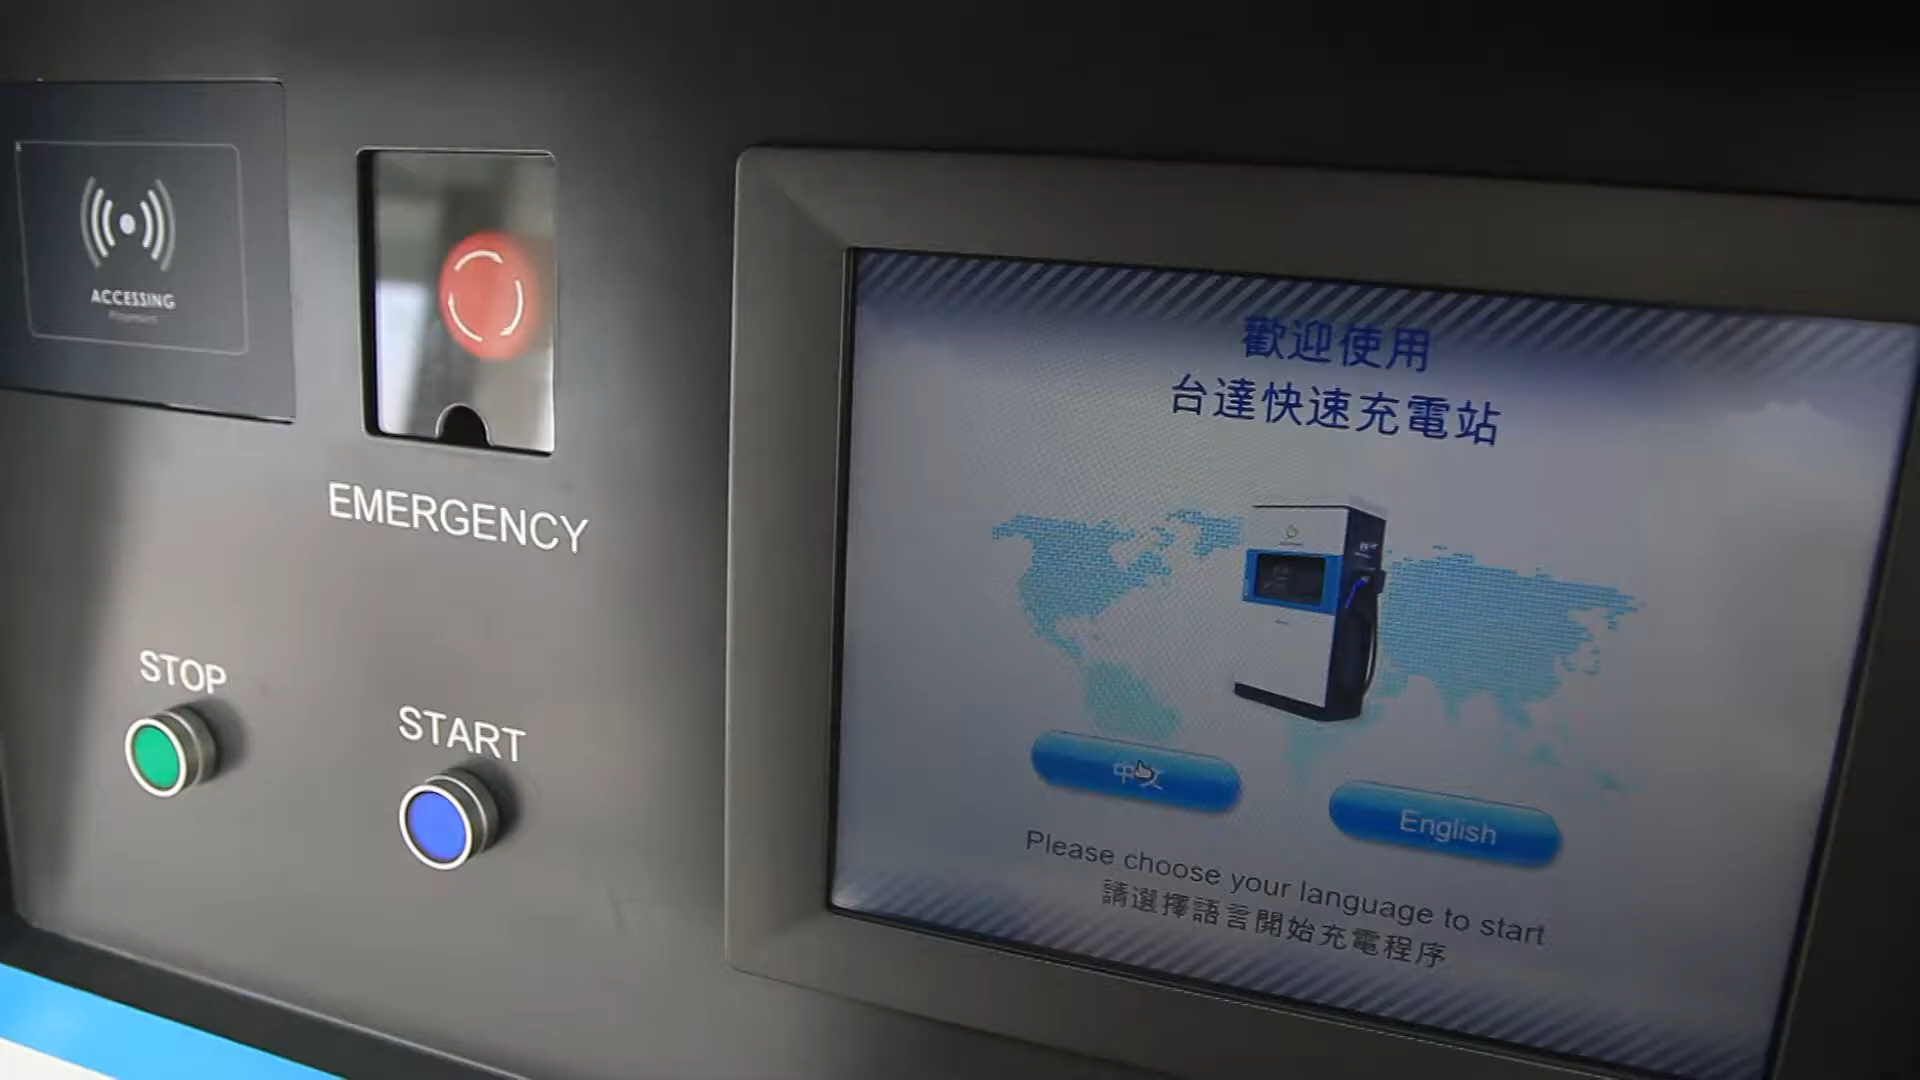 ACCESSING
Payment
EMERGENCY
STOP
START
歡迎使用
台達快速充電站
中文
English
Please choose your language to start
請選擇語言開始充電程序